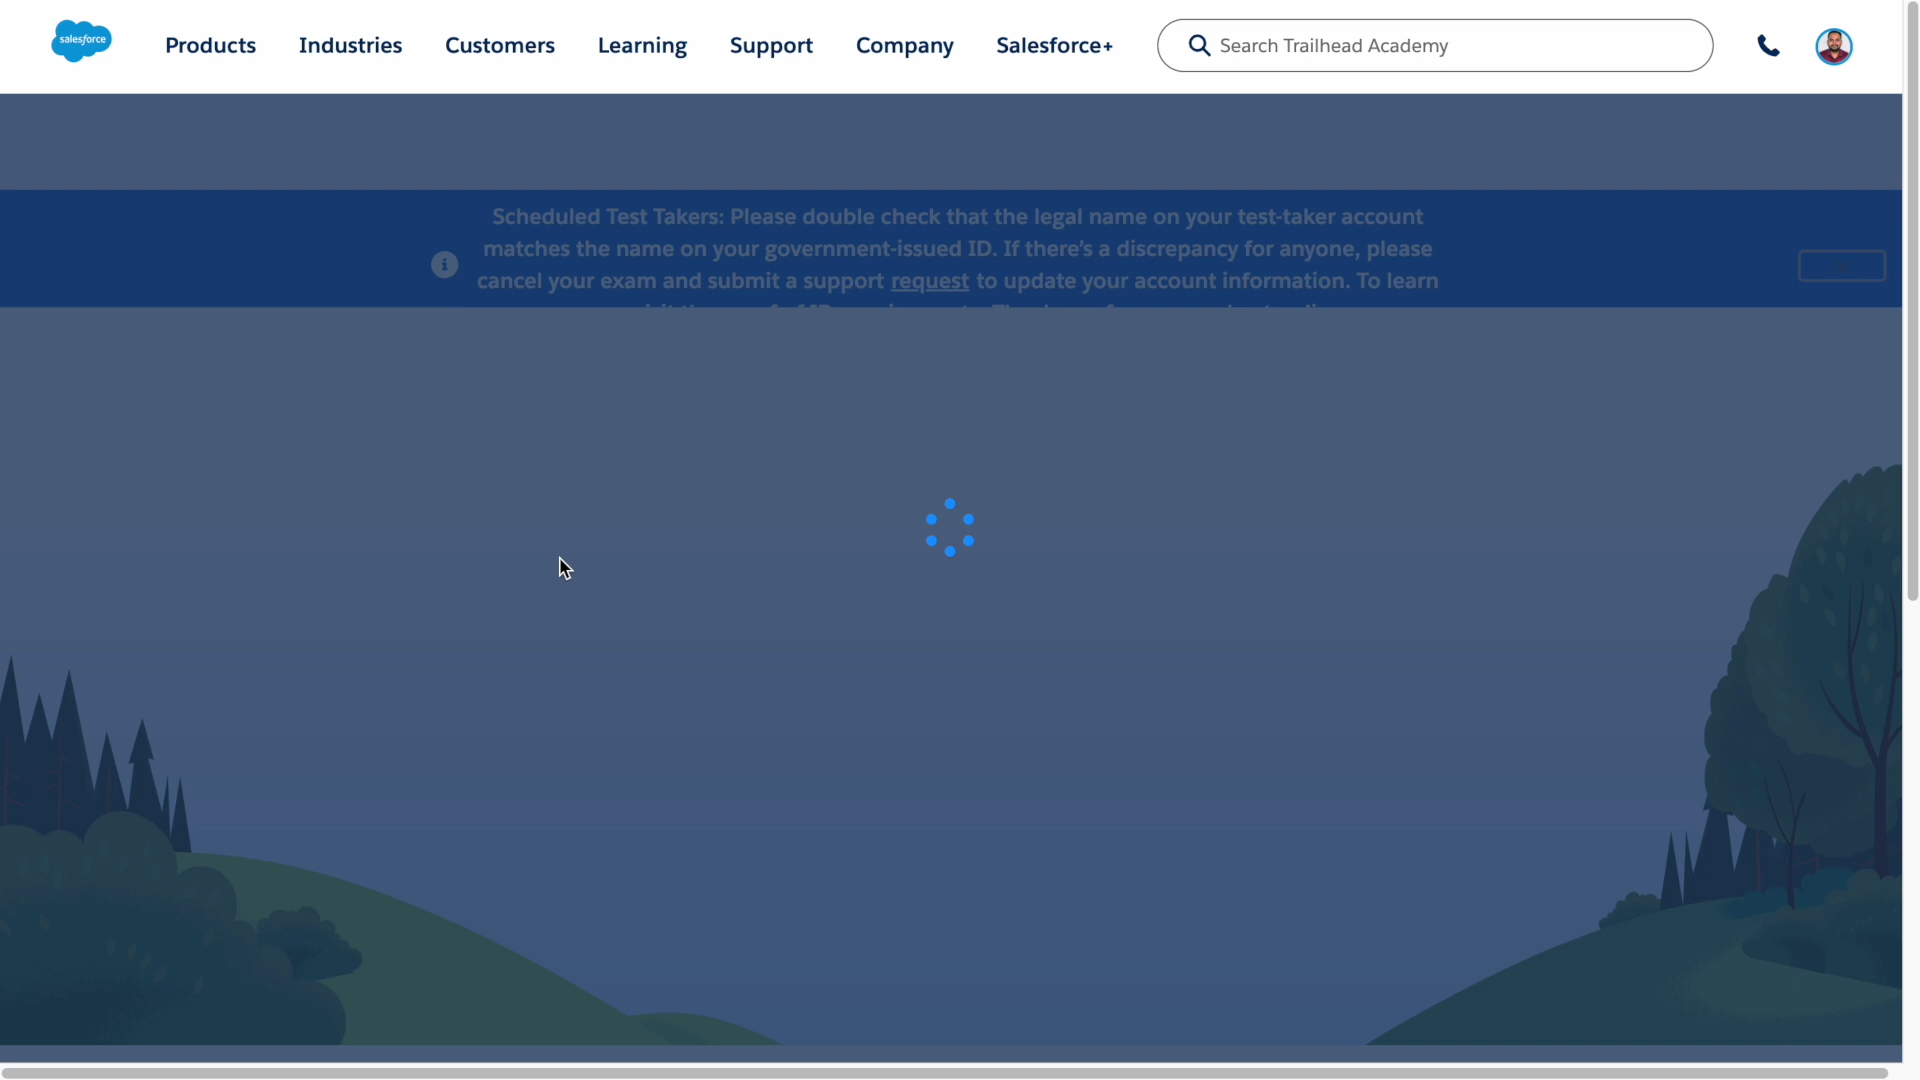 salesforce
Products
Industries
Customers
Learning
Support
Company
Salesforce+
Search Trailhead Academy
Scheduled Test Takers: Please double check that the legal name on your test-taker account
matches the name on your government-issued ID. If there's a discrepancy for anyone, please
cancel your exam and submit a support request to update your account information. To learn